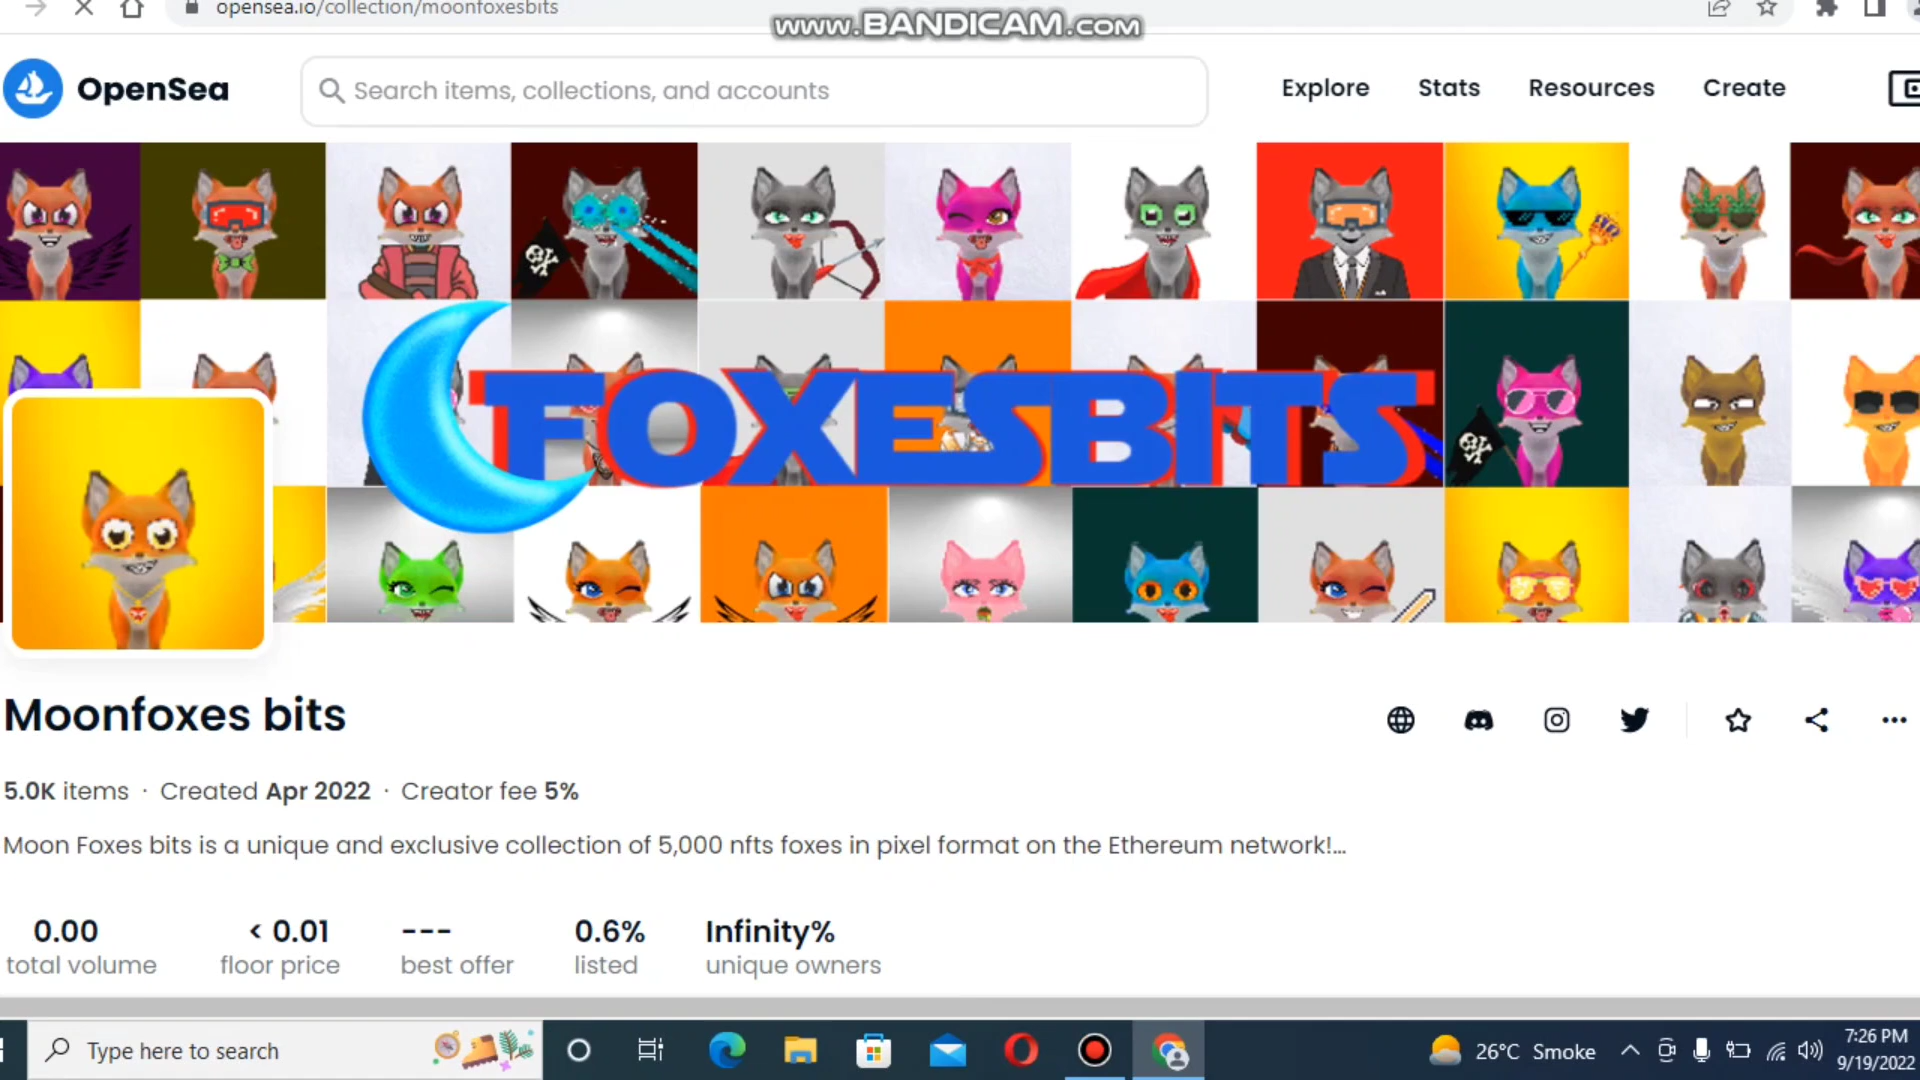 opensea.io/collection/moonfoxesbits
www.BANDICAM.com
OpenSea
Search items, collections, and accounts
Explore
Stats
Resources
Create
FOXESBITS
Moonfoxes bits
5.0K items · Created Apr 2022 · Creator fee 5%
Moon Foxes bits is a unique and exclusive collection of 5,000 nfts foxes in pixel format on the Ethereum network!...
0.00
total volume
< 0.01
floor price
---
best offer
0.6%
listed
Infinity%
unique owners
Type here to search
26°C Smoke
7:26 PM
9/19/2022